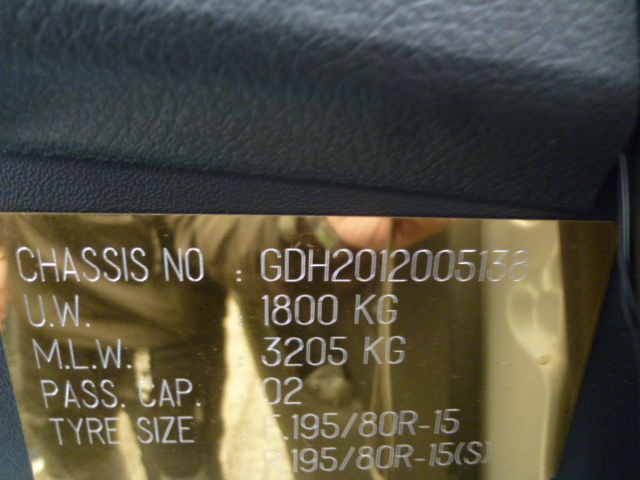 CHASSIS NO : GDH2012005138
U.W. : 1800 KG
M.L.W. : 3205 KG
PASS. CAP. : 02
TYRE SIZE : F.195/80R-15
R.195/80R-15(S)